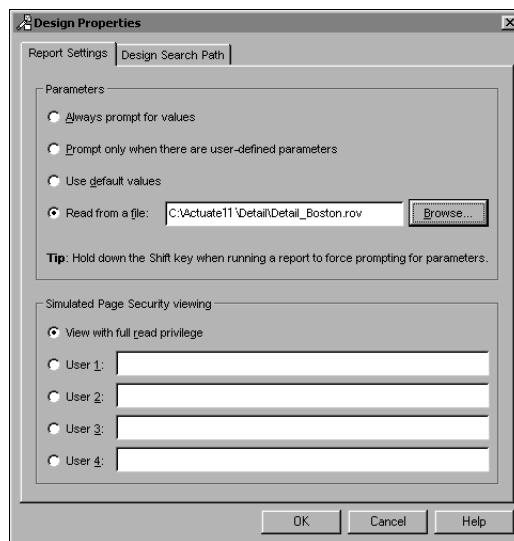 Design Properties
Report Settings
Design Search Path
Parameters
Always prompt for values
Prompt only when there are user-defined parameters
Use default values
Read from a file:
C:\Actuate11\Detail\Detail_Boston.rov
Browse...
Tip: Hold down the Shift key when running a report to force prompting for parameters.
Simulated Page Security viewing
View with full read privilege
User 1:
User 2:
User 3:
User 4:
OK
Cancel
Help